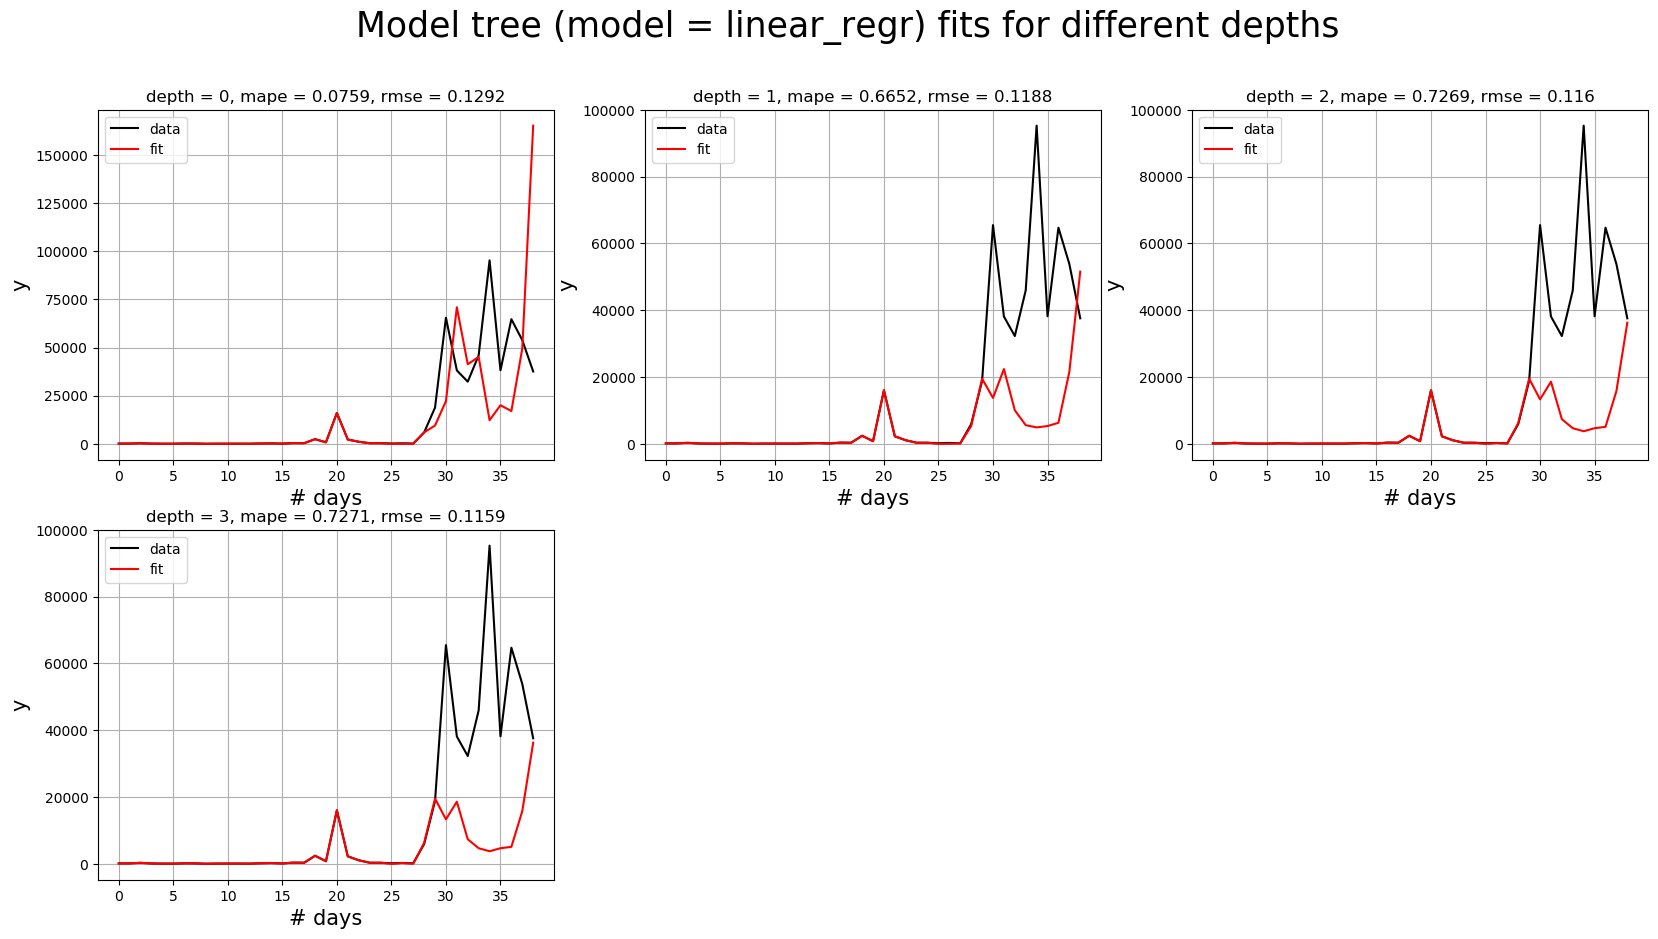 Model tree (model = linear_regr) fits for different depths
depth = 0, mape = 0.0759, rmse = 0.1292
data
fit
150000
125000
100000
75000
50000
25000
0
y
0 5 10 15 20 25 30 35
# days
depth = 1, mape = 0.6652, rmse = 0.1188
data
fit
100000
80000
60000
40000
20000
0
y
0 5 10 15 20 25 30 35
# days
depth = 2, mape = 0.7269, rmse = 0.116
data
fit
100000
80000
60000
40000
20000
0
y
0 5 10 15 20 25 30 35
# days
depth = 3, mape = 0.7271, rmse = 0.1159
data
fit
100000
80000
60000
40000
20000
0
y
0 5 10 15 20 25 30 35
# days